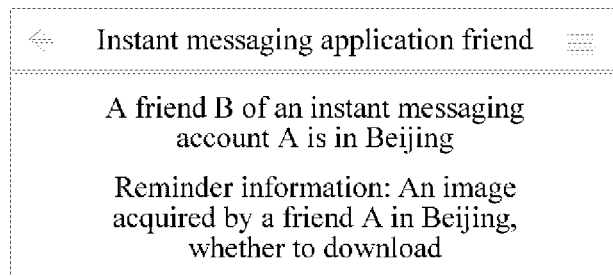 Instant messaging application friend
A friend B of an instant messaging
account A is in Beijing
Reminder information: An image
acquired by a friend A in Beijing,
whether to download